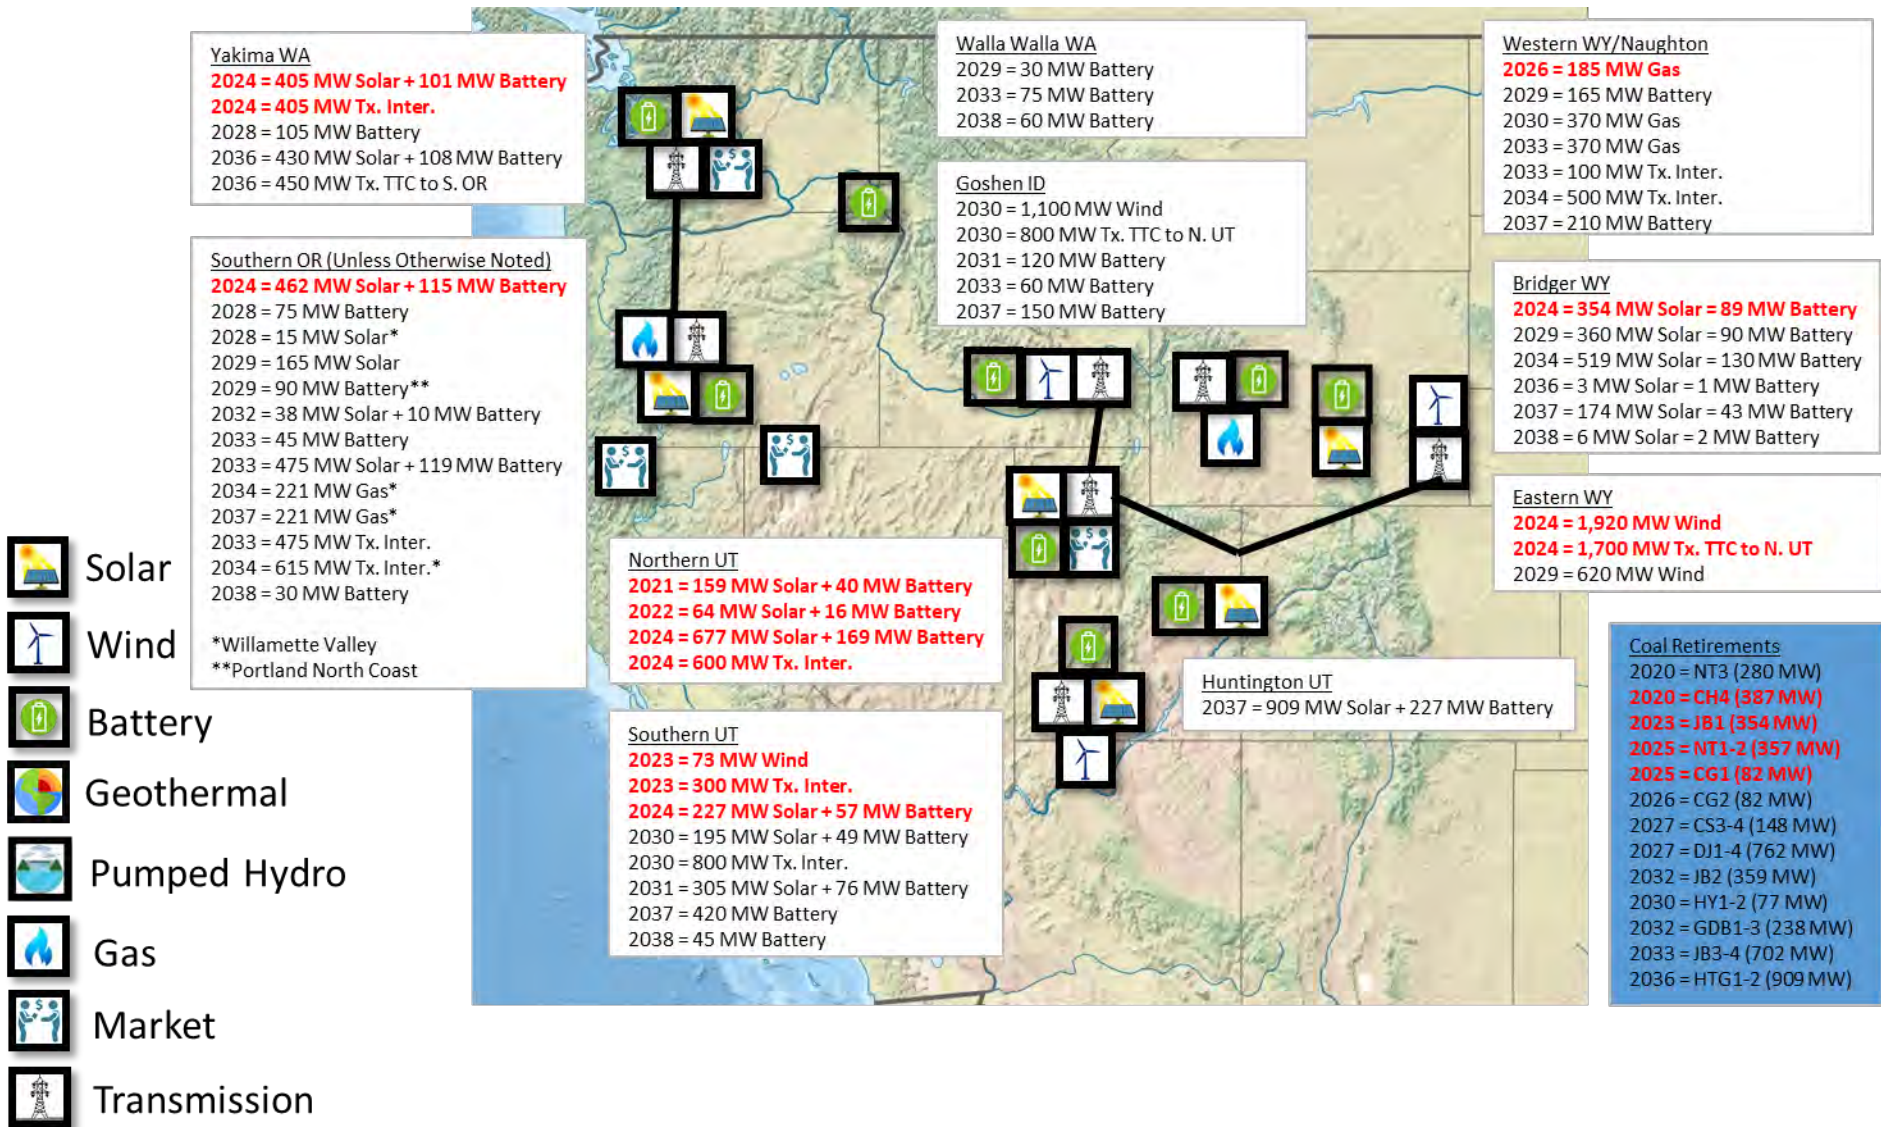 Yakima WA
2024 = 405 MW Solar + 101 MW Battery
2024 = 405 MW Tx. Inter.
2028 = 105 MW Battery
2036 = 430 MW Solar + 108 MW Battery
2036 = 450 MW Tx. TTC to S. OR
Walla Walla WA
2029 = 30 MW Battery
2033 = 75 MW Battery
2038 = 60 MW Battery
Western WY/Naughton
2026 = 185 MW Gas
2029 = 165 MW Battery
2030 = 370 MW Gas
2033 = 370 MW Gas
2033 = 100 MW Tx. Inter.
2034 = 500 MW Tx. Inter.
2037 = 210 MW Battery
Goshen ID
2030 = 1,100 MW Wind
2030 = 800 MW Tx. TTC to N. UT
2031 = 120 MW Battery
2033 = 60 MW Battery
2037 = 150 MW Battery
Southern OR (Unless Otherwise Noted)
2024 = 462 MW Solar + 115 MW Battery
2028 = 75 MW Battery
2028 = 15 MW Solar*
2029 = 165 MW Solar
2029 = 90 MW Battery**
2032 = 38 MW Solar + 10 MW Battery
2033 = 45 MW Battery
2033 = 475 MW Solar + 119 MW Battery
2034 = 221 MW Gas*
2037 = 221 MW Gas*
2033 = 475 MW Tx. Inter.
2034 = 615 MW Tx. Inter.*
2038 = 30 MW Battery
*Willamette Valley
**Portland North Coast
Bridger WY
2024 = 354 MW Solar = 89 MW Battery
2029 = 360 MW Solar = 90 MW Battery
2034 = 519 MW Solar = 130 MW Battery
2036 = 3 MW Solar = 1 MW Battery
2037 = 174 MW Solar = 43 MW Battery
2038 = 6 MW Solar = 2 MW Battery
Eastern WY
2024 = 1,920 MW Wind
2024 = 1,700 MW Tx. TTC to N. UT
2029 = 620 MW Wind
Northern UT
2021 = 159 MW Solar + 40 MW Battery
2022 = 64 MW Solar + 16 MW Battery
2024 = 677 MW Solar + 169 MW Battery
2024 = 600 MW Tx. Inter.
Huntington UT
2037 = 909 MW Solar + 227 MW Battery
Southern UT
2023 = 73 MW Wind
2023 = 300 MW Tx. Inter.
2024 = 227 MW Solar + 57 MW Battery
2030 = 195 MW Solar + 49 MW Battery
2030 = 800 MW Tx. Inter.
2031 = 305 MW Solar + 76 MW Battery
2037 = 420 MW Battery
2038 = 45 MW Battery
Coal Retirements
2020 = NT3 (280 MW)
2020 = CH4 (387 MW)
2023 = JB1 (354 MW)
2025 = NT1-2 (357 MW)
2025 = CG1 (82 MW)
2026 = CG2 (82 MW)
2027 = CS3-4 (148 MW)
2027 = DJ1-4 (762 MW)
2032 = JB2 (359 MW)
2030 = HY1-2 (77 MW)
2032 = GDB1-3 (238 MW)
2033 = JB3-4 (702 MW)
2036 = HTG1-2 (909 MW)
Solar
Wind
Battery
Geothermal
Pumped Hydro
Gas
Market
Transmission